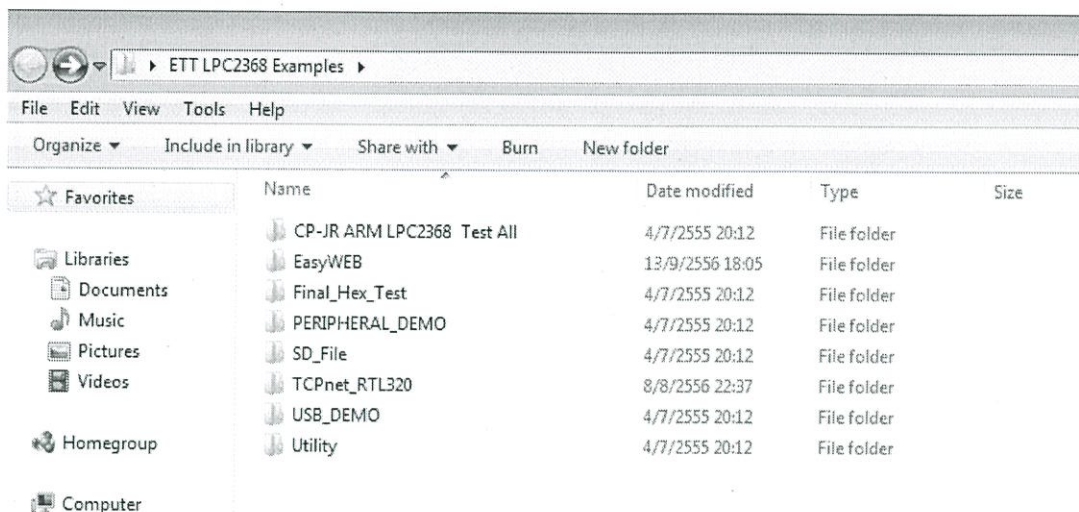 ETT LPC2368 Examples
File Edit View Tools Help
Organize Include in library Share with Burn New folder
Favorites
Libraries
Documents
Music
Pictures
Videos
Homegroup
Computer
Name Date modified Type Size
CP-JR ARM LPC2368 Test All 4/7/2555 20:12 File folder
EasyWEB 13/9/2556 18:05 File folder
Final_Hex_Test 4/7/2555 20:12 File folder
PERIPHERAL_DEMO 4/7/2555 20:12 File folder
SD_File 4/7/2555 20:12 File folder
TCPnet_RTL320 8/8/2556 22:37 File folder
USB_DEMO 4/7/2555 20:12 File folder
Utility 4/7/2555 20:12 File folder